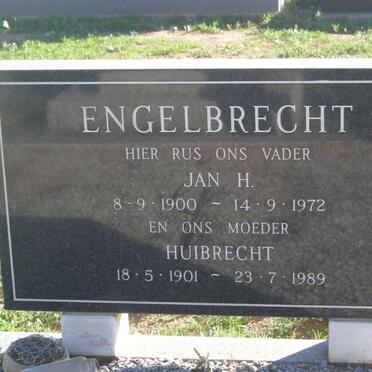 ENGELBRECHT
HIER RUS ONS VADER
JAN H.
8·9·1900 ~ 14·9·1972
EN ONS MOEDER
HUIBRECHT
18·5·1901 ~ 23·7·1989